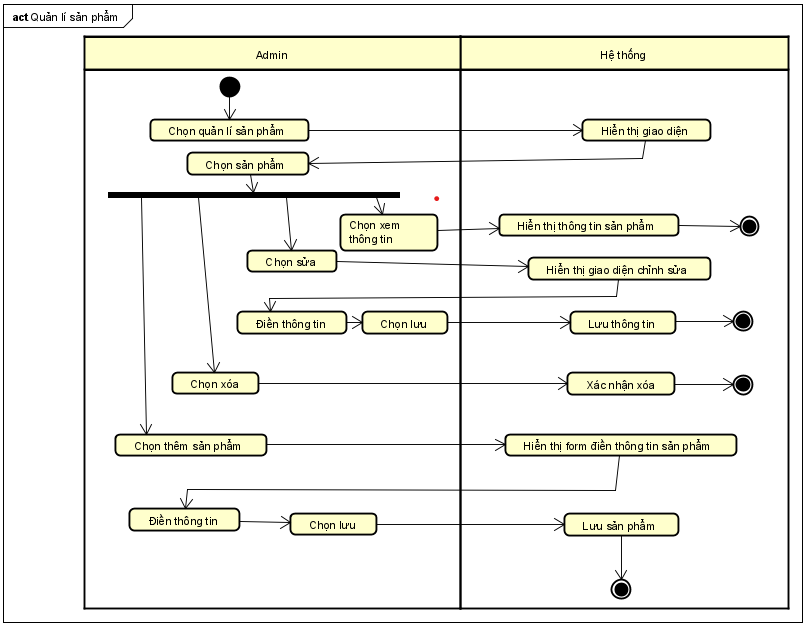 act Quản lí sản phẩm
Admin
Hệ thống
Chọn quản lí sản phẩm
Hiển thị giao diện
Chọn sản phẩm
Chọn xem
thông tin
Hiển thị thông tin sản phẩm
Chọn sửa
Hiển thị giao diện chỉnh sửa
Điền thông tin
Chọn lưu
Lưu thông tin
Chọn xóa
Xác nhận xóa
Chọn thêm sản phẩm
Hiển thị form điền thông tin sản phẩm
Điền thông tin
Chọn lưu
Lưu sản phẩm